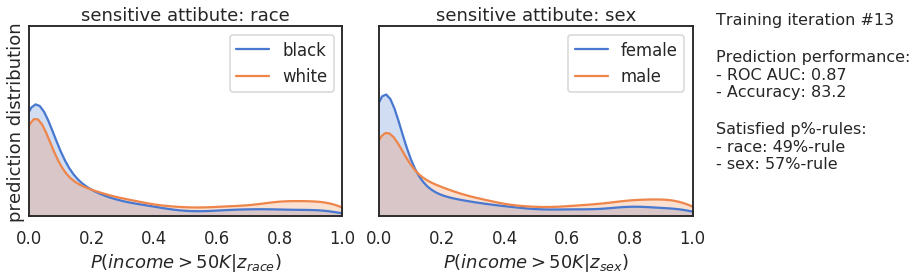 sensitive attibute: race
prediction distribution
black
white
0.0 0.2 0.4 0.6 0.8 1.0
P(income > 50K|z_race)
sensitive attibute: sex
female
male
0.0 0.2 0.4 0.6 0.8 1.0
P(income > 50K|z_sex)
Training iteration #13
Prediction performance:
- ROC AUC: 0.87
- Accuracy: 83.2
Satisfied p%-rules:
- race: 49%-rule
- sex: 57%-rule